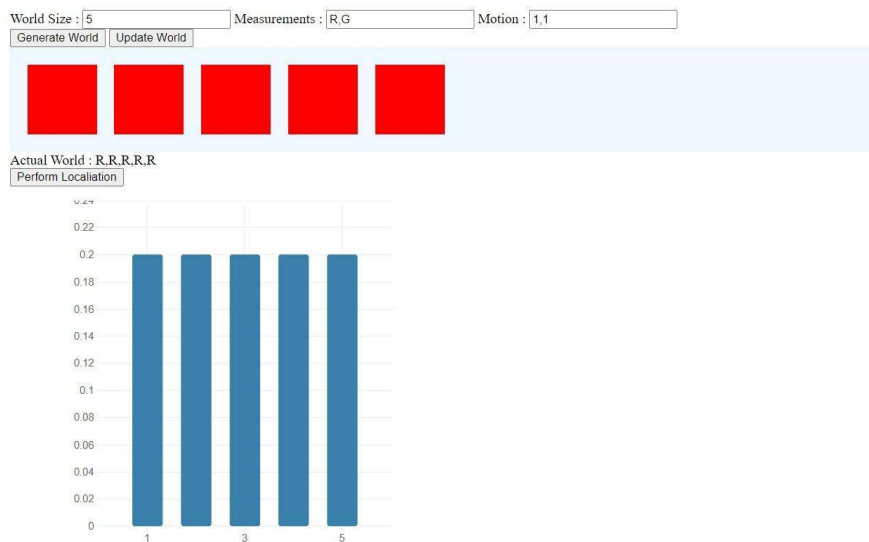 World Size : 5 Measurements : R,G Motion : 1,1
Generate World Update World
Actual World : R,R,R,R,R
Perform Localiation
0.24
0.22
0.2
0.18
0.16
0.14
0.12
0.1
0.08
0.06
0.04
0.02
0
1 3 5